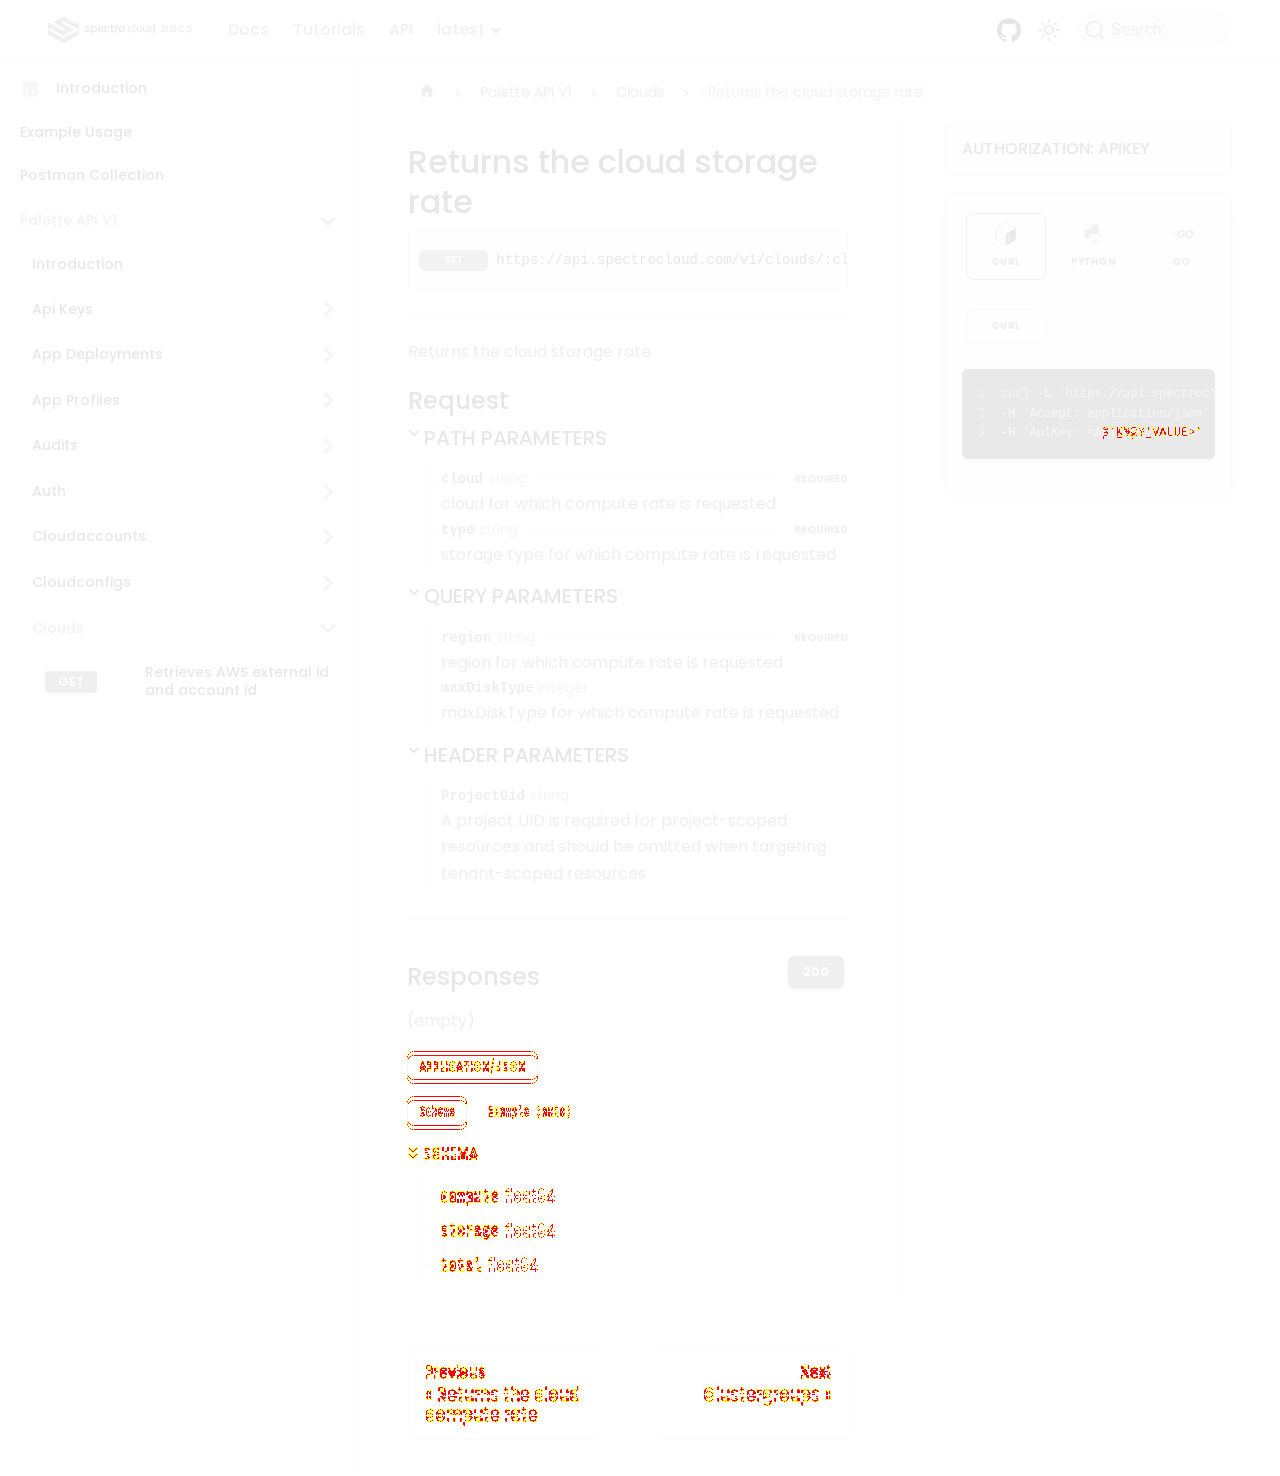 spectro cloud DOCS
Docs
Tutorials
API
latest
Search
Introduction
Example Usage
Postman Collection
Palette API V1
Introduction
Api Keys
App Deployments
App Profiles
Audits
Auth
Cloudaccounts
Cloudconfigs
Clouds
GET
Retrieves AWS external id
and account id
Palette API V1
Clouds
Returns the cloud storage rate
Returns the cloud storage
rate
GET https://api.spectrocloud.com/v1/clouds/:cl
Returns the cloud storage rate
Request
PATH PARAMETERS
cloud string REQUIRED
cloud for which compute rate is requested
type string REQUIRED
storage type for which compute rate is requested
QUERY PARAMETERS
region string REQUIRED
region for which compute rate is requested
maxDiskType integer
maxDiskType for which compute rate is requested
HEADER PARAMETERS
ProjectUid string
A project UID is required for project-scoped
resources and should be omitted when targeting
tenant-scoped resources
Responses
200
(empty)
APPLICATION/JSON
Schema
Example (auto)
SCHEMA
compute float64
storage float64
total float64
Previous
« Returns the cloud
compute rate
Next
Clustergroups »
AUTHORIZATION: APIKEY
CURL
PYTHON
GO
GO
CURL
1 curl -L 'https://api.spectrocl
2 -H 'Accept: application/json'
3 -H 'ApiKey: